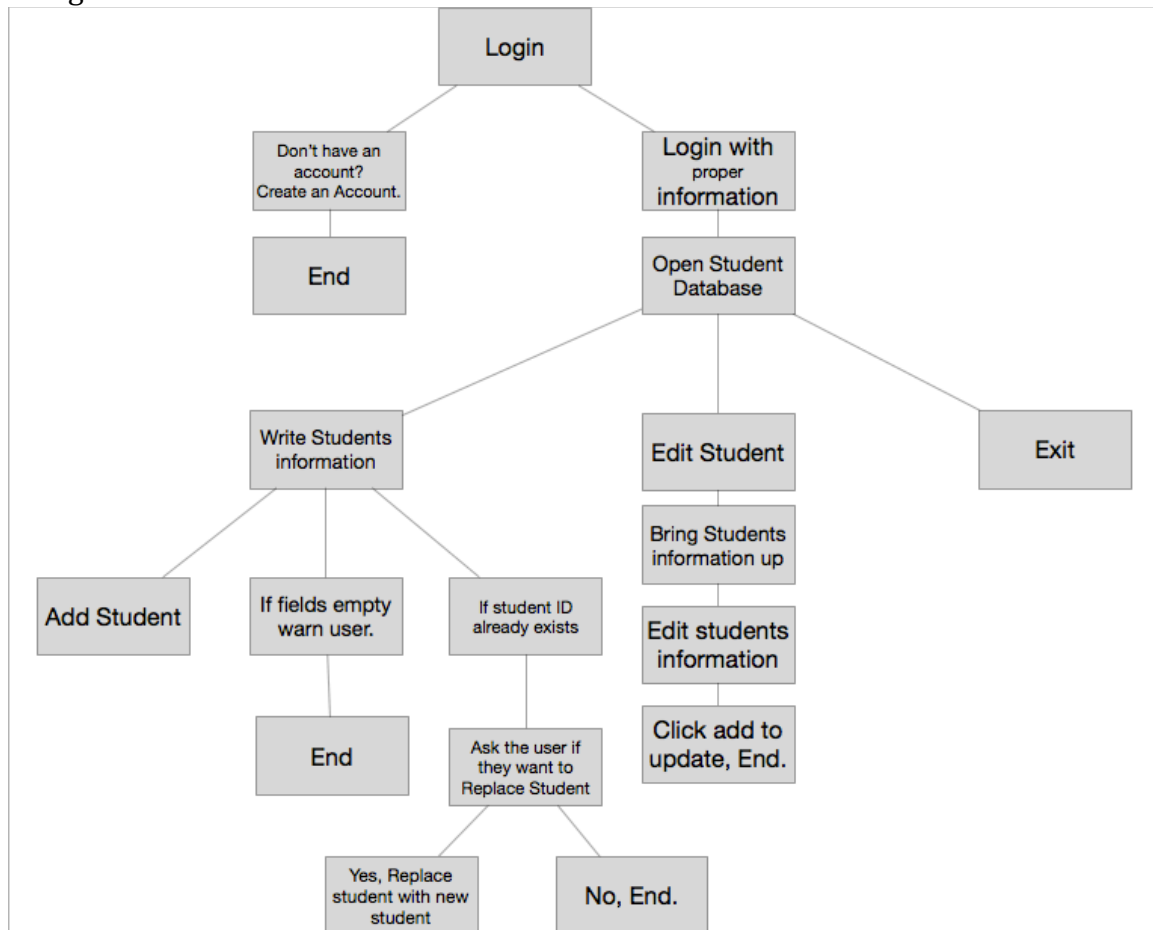 Login
Don't have an
account?
Create an Account.
Login with
proper
information
End
Open Student
Database
Write Students
information
Edit Student
Exit
Bring Students
information up
Add Student
If fields empty
warn user.
If student ID
already exists
Edit students
information
End
Ask the user if
they want to
Replace Student
Click add to
update, End.
Yes, Replace
student with new
student
No, End.